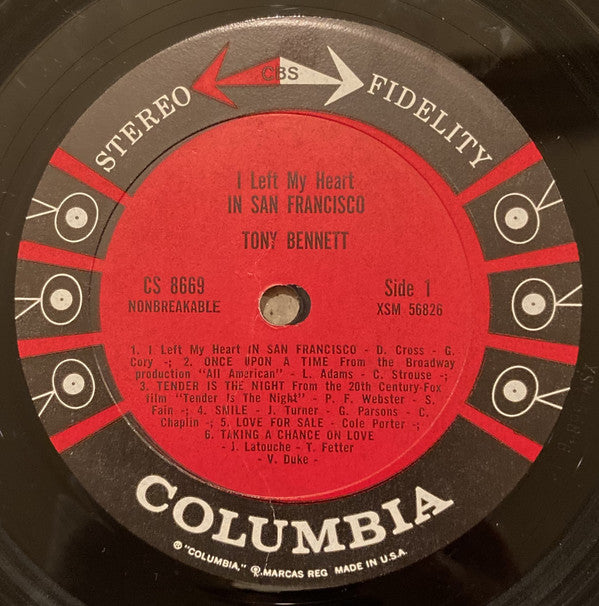 CBS
STEREO FIDELITY
I Left My Heart
IN SAN FRANCISCO
TONY BENNETT
CS 8669
NONBREAKABLE
Side 1
XSM 56826
1. I Left My Heart IN SAN FRANCISCO - D. Cross - G.
Cory -; 2. ONCE UPON A TIME From the Broadway
production "All American" - L. Adams - C. Strouse -;
3. TENDER IS THE NIGHT From the 20th Century-Fox
film "Tender Is The Night" - P. F. Webster - S.
Fain -; 4. SMILE - J. Turner - G. Parsons - C.
Chaplin -; 5. LOVE FOR SALE - Cole Porter -;
6. TAKING A CHANCE ON LOVE
- J. Latouche - T. Fetter
- V. Duke -
COLUMBIA
℗ "COLUMBIA," ®, MARCAS REG MADE IN U.S.A.